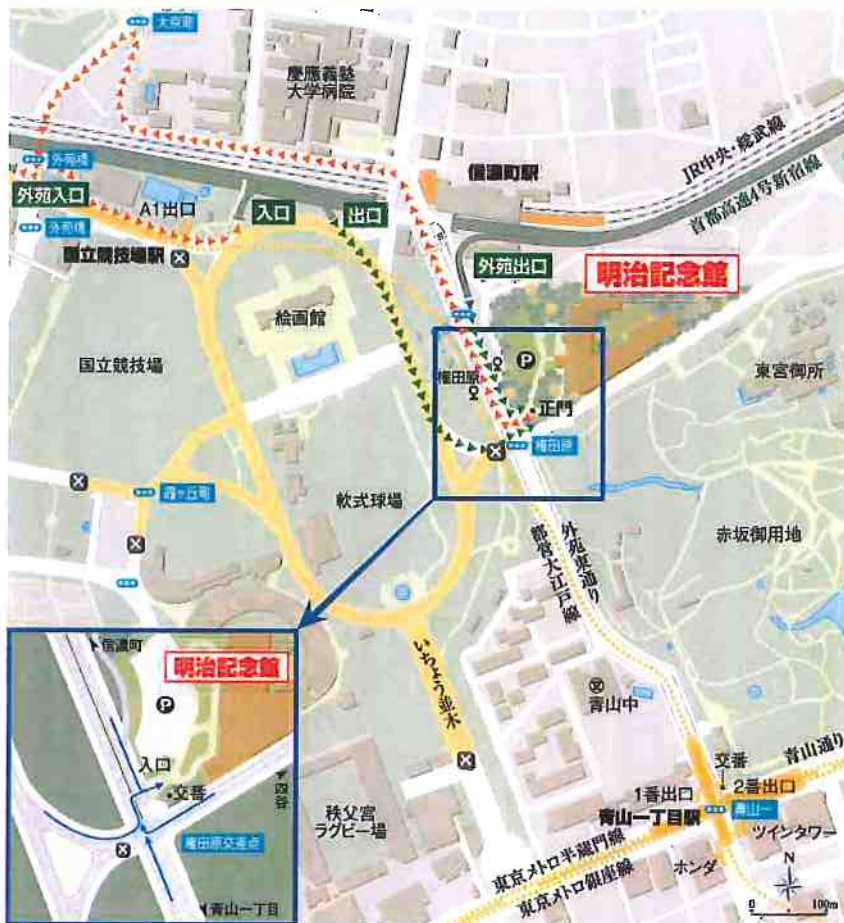 大京町
慶應義塾
大学病院
外苑橋
外苑入口
A1出口
入口
出口
信濃町駅
JR中央・総武線
首都高速4号新宿線
外苑橋
国立競技場駅
外苑出口
明治記念館
絵画館
国立競技場
権田原
P
正門
東宮御所
権田原
霞ヶ丘町
軟式球場
外苑東通り
都営大江戸線
赤坂御用地
いちょう並木
青山中
信濃町
明治記念館
P
入口
交番
四谷
権田原交差点
青山一丁目
秩父宮
ラグビー場
交番
青山通り
1番出口
2番出口
青山一丁目駅
青山一
ツインタワー
東京メトロ半蔵門線
東京メトロ銀座線
ホンダ
N
0 100m